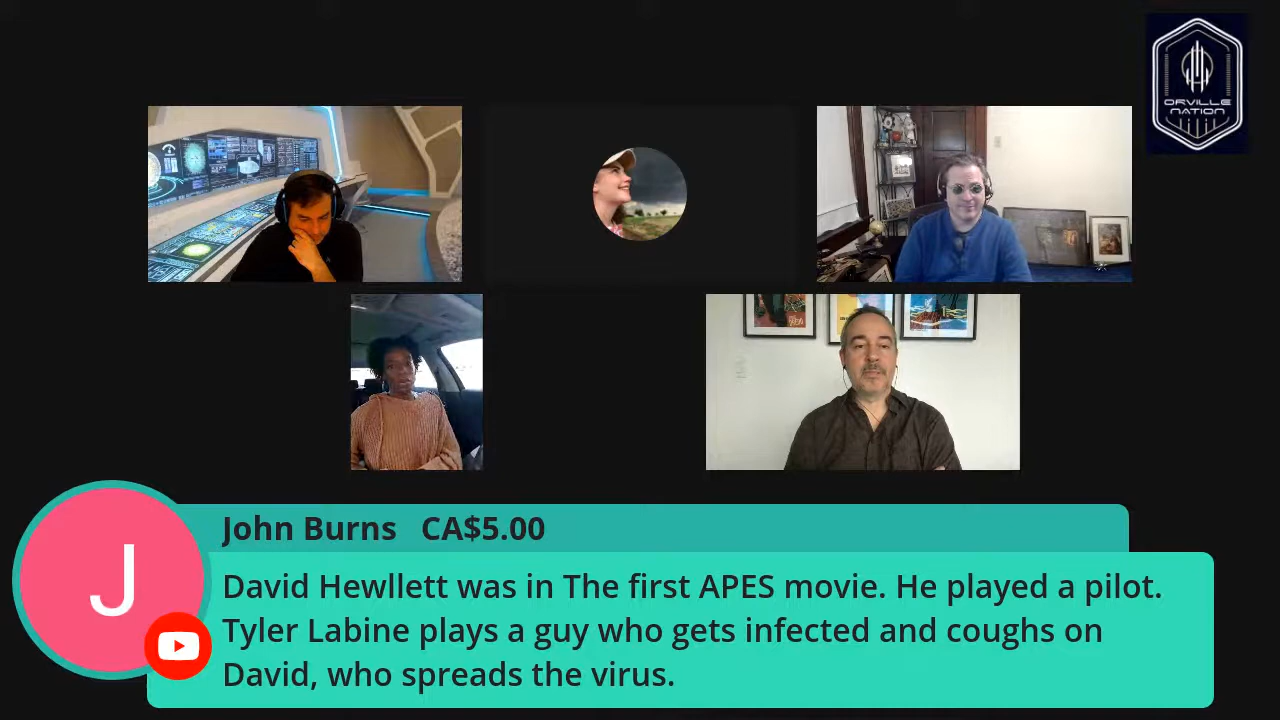 ORVILLE
NATION
John Burns CA$5.00
J
David Hewllett was in The first APES movie. He played a pilot.
Tyler Labine plays a guy who gets infected and coughs on
David, who spreads the virus.